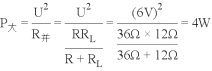 P大 = U²/R并 = U²/(RR_L/(R + R_L)) = (6V)²/(36Ω × 12Ω/(36Ω + 12Ω)) = 4W